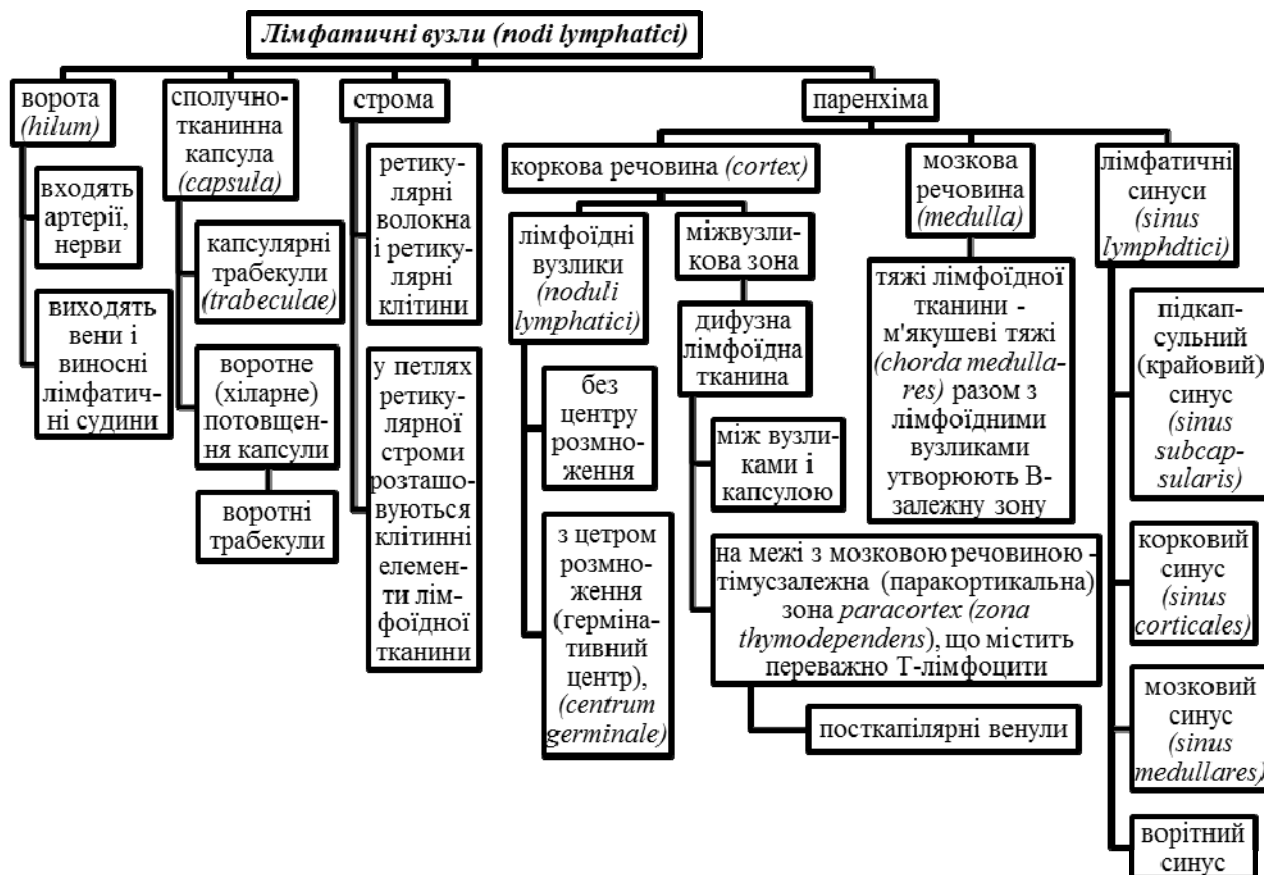 Лімфатичні вузли (nodi lymphatici)
ворота
(hilum)
входять
артерії,
нерви
виходять
вени і
виносні
лімфатич-
ні судини
сполучно-
тканинна
капсула
(capsula)
капсулярні
трабекули
(trabeculae)
воротне
(хіларне)
потовщен-
ня капсули
воротні
трабекули
строма
ретику-
лярні
волокна
і ретику-
лярні
клітини
у петлях
ретику-
лярної
строми
розташо-
вуються
клітинні
елемен-
ти лім-
фоїдної
тканини
паренхіма
коркова речовина (cortex)
лімфоїдні
вузлики
(noduli
lymphatici)
без
центру
розмно-
ження
з цетром
розмно-
ження
(герміна-
тивний
центр),
(centrum
germinale)
міжвузли-
кова зона
дифузна
лімфоїдна
тканина
між вузли-
ками і
капсулою
на межі з мозковою речовиною -
тімусзалежна (паракортикальна)
зона paracortex (zona
thymodependens), що містить
переважно Т-лімфоцити
посткапілярні венули
мозкова
речовина
(medulla)
тяжі лімфоїдної
тканини -
м'якушеві тяжі
(chorda medulla-
res) разом з
лімфоїдними
вузликами
утворюють В-
залежну зону
лімфатичні
синуси
(sinus
lymphdtici)
підкап-
сульний
(крайовий)
синус
(sinus
subcap-
sularis)
корковий
синус
(sinus
corticales)
мозковий
синус
(sinus
medullares)
ворітний
синус